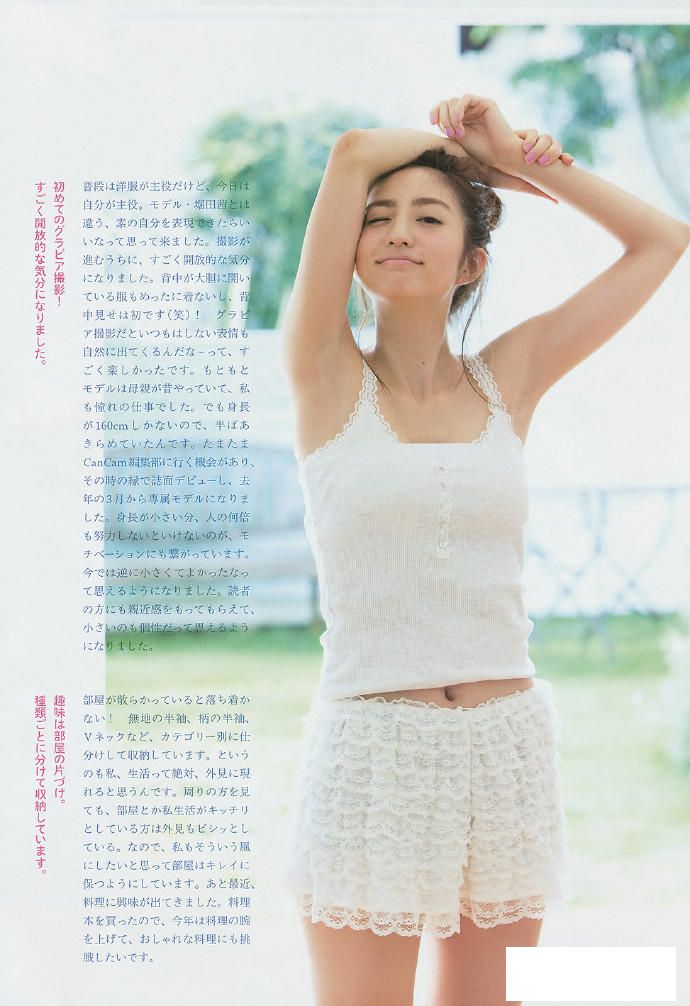 初めてのグラビア撮影！
すごく開放的な気分になりました。
普段は洋服が主役だけど、今日は
自分が主役。モデル・堀田茜とは
違う、素の自分を表現できたらい
いなって思って来ました。撮影が
進むうちに、すごく開放的な気分
になりました。背中が大胆に開い
ている服もめったに着ないし、背
中見せは初です（笑）！　グラビ
ア撮影だといつもはしない表情も
自然に出てくるんだな～って、す
ごく楽しかったです。もともと
モデルは母親が昔やっていて、私
も憧れの仕事でした。でも身長
が160cmしかないので、半ばあ
きらめていたんです。たまたま
CanCam編集部に行く機会があり、
その時の縁で誌面デビューし、去
年の３月から専属モデルになりま
した。身長が小さい分、人の何倍
も努力しないといけないのが、モ
チベーションにも繋がっています。
今では逆に小さくてよかったなっ
て思えるようになりました。読者
の方にも親近感をもってもらえて、
小さいのも個性だって思えるよう
になりました。
趣味は部屋の片づけ。
種類ごとに分けて収納しています。
部屋が散らかっていると落ち着か
ない！　無地の半袖、柄の半袖、
Ｖネックなど、カテゴリー別に仕
分けして収納しています。という
のも私、生活って絶対、外見に現
れると思うんです。周りの方を見
ても、部屋とか私生活がキッチリ
としている方は外見もビシッとし
ている。なので、私もそういう風
にしたいと思って部屋はキレイに
保つようにしています。あと最近、
料理に興味が出てきました。料理
本を買ったので、今年は料理の腕
を上げて、おしゃれな料理にも挑
戦したいです。